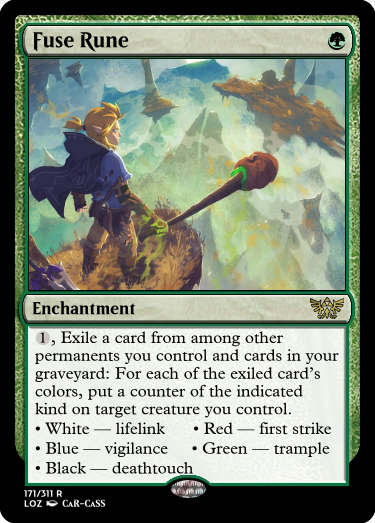 Fuse Rune
Enchantment
1, Exile a card from among other
permanents you control and cards in your
graveyard: For each of the exiled card's
colors, put a counter of the indicated
kind on target creature you control.
• White — lifelink • Red — first strike
• Blue — vigilance • Green — trample
• Black — deathtouch
171/311 R
LOZ CAR-CASS